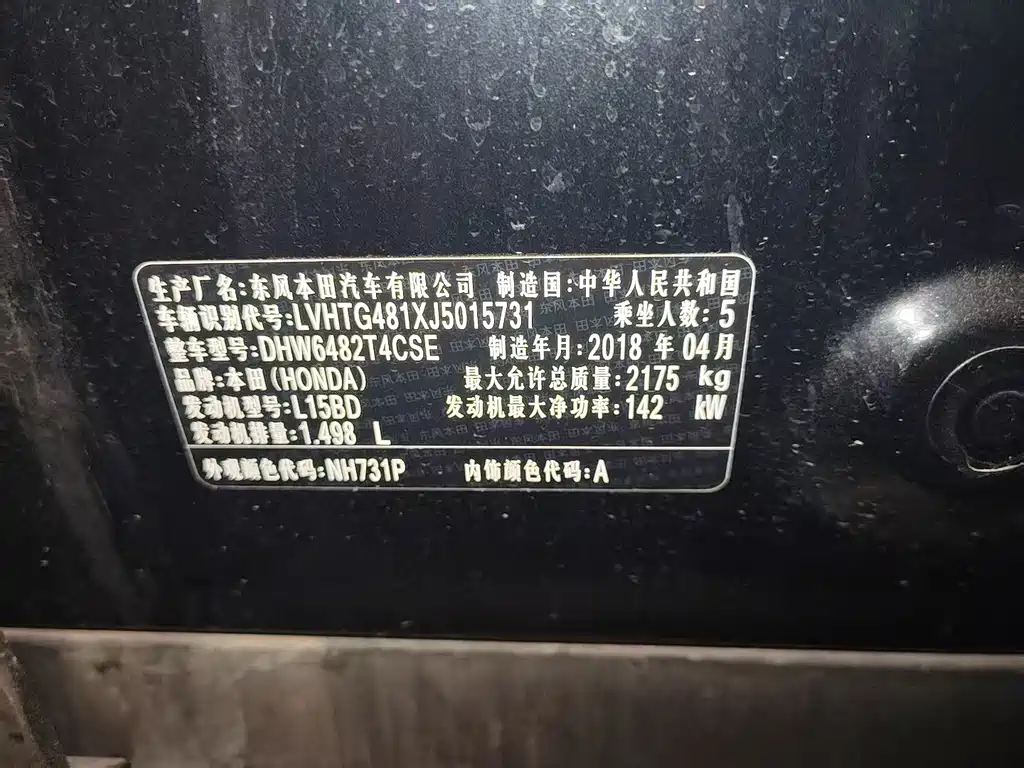 生产厂名:东风本田汽车有限公司 制造国:中华人民共和国
车辆识别代号:LVHTG481XJ5015731 乘坐人数:5
整车型号:DHW6482T4CSE 制造年月:2018 年 04 月
品牌:本田(HONDA) 最大允许总质量:2175 kg
发动机型号:L15BD 发动机最大净功率:142 kW
发动机排量:1.498 L
外观颜色代码:NH731P 内饰颜色代码:A